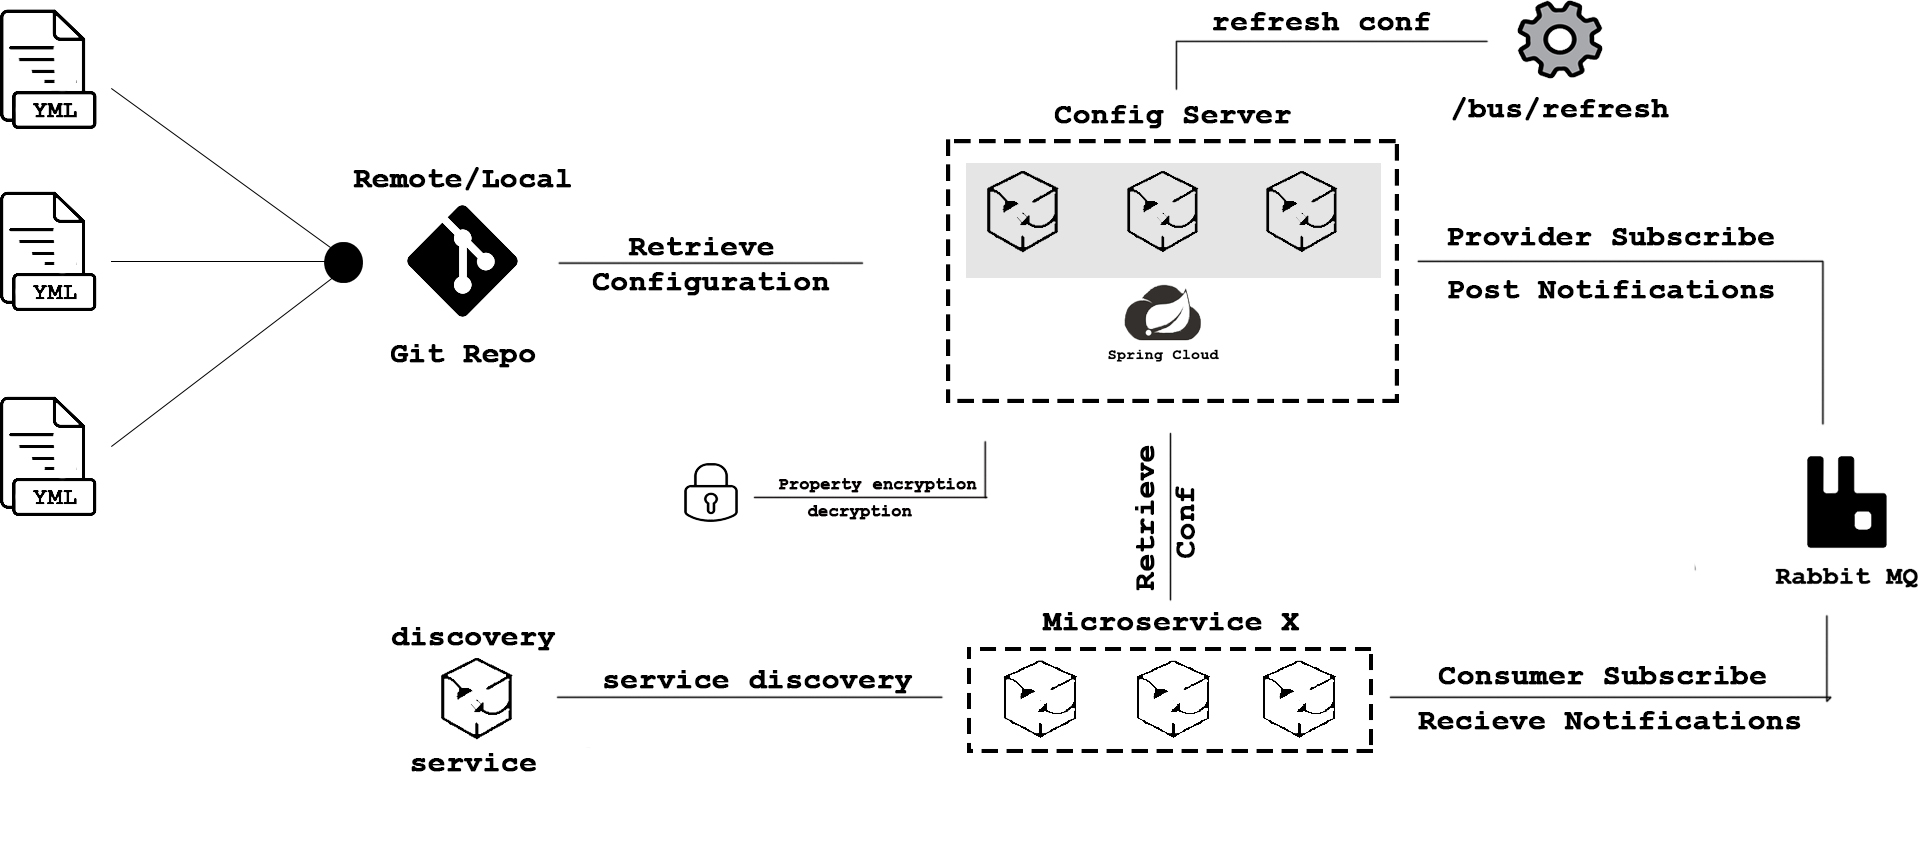 refresh conf
/bus/refresh
Config Server
YML
Remote/Local
Git Repo
YML
YML
Retrieve
Configuration
Spring Cloud
Provider Subscribe
Post Notifications
Property encryption
decryption
Retrieve
Conf
Rabbit MQ
Microservice X
discovery
service
service discovery
Consumer Subscribe
Recieve Notifications